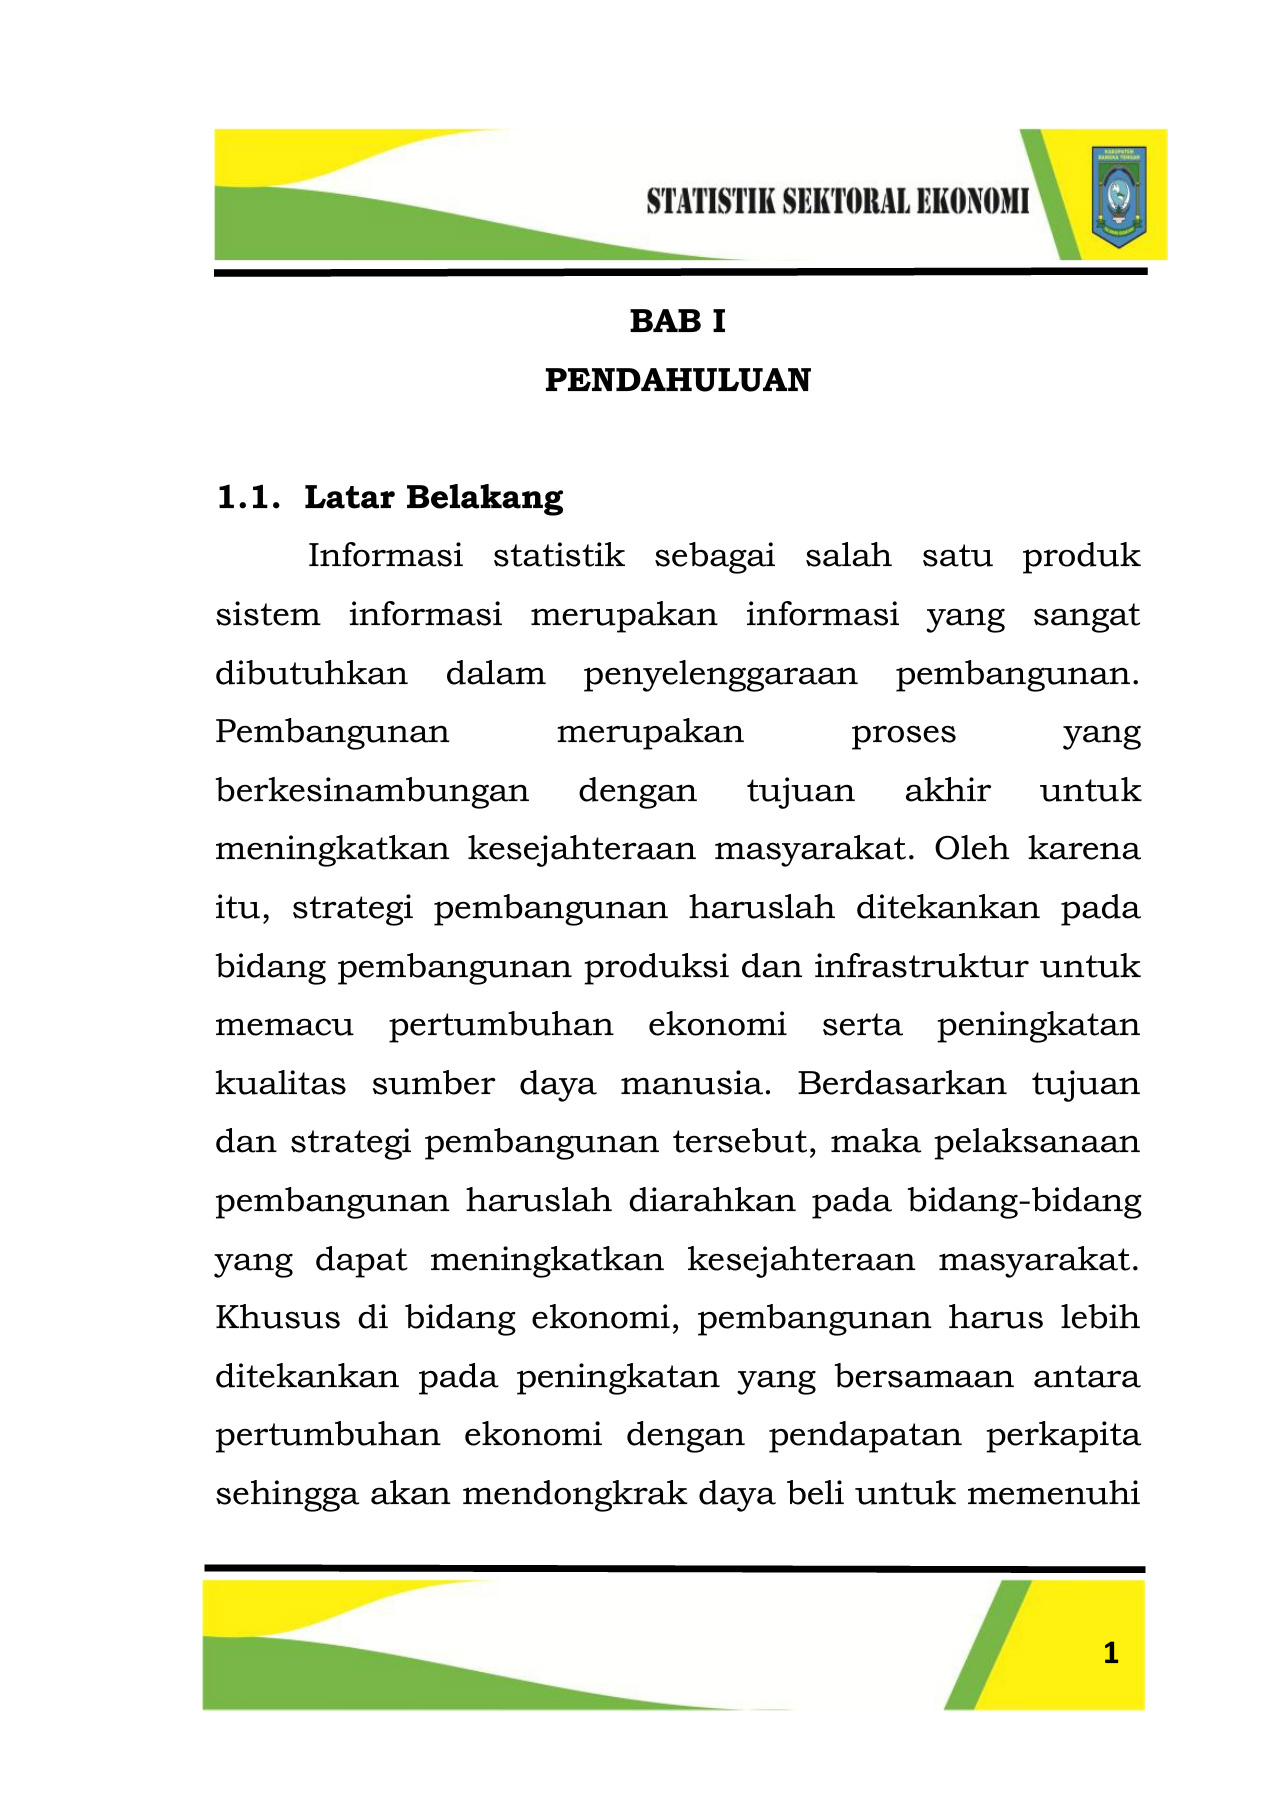 STATISTIK SEKTORAL EKONOMI
KABUPATEN
BANGKA TENGAH
BAB I
PENDAHULUAN
1.1. Latar Belakang
Informasi statistik sebagai salah satu produk
sistem informasi merupakan informasi yang sangat
dibutuhkan dalam penyelenggaraan pembangunan.
Pembangunan merupakan proses yang
berkesinambungan dengan tujuan akhir untuk
meningkatkan kesejahteraan masyarakat. Oleh karena
itu, strategi pembangunan haruslah ditekankan pada
bidang pembangunan produksi dan infrastruktur untuk
memacu pertumbuhan ekonomi serta peningkatan
kualitas sumber daya manusia. Berdasarkan tujuan
dan strategi pembangunan tersebut, maka pelaksanaan
pembangunan haruslah diarahkan pada bidang-bidang
yang dapat meningkatkan kesejahteraan masyarakat.
Khusus di bidang ekonomi, pembangunan harus lebih
ditekankan pada peningkatan yang bersamaan antara
pertumbuhan ekonomi dengan pendapatan perkapita
sehingga akan mendongkrak daya beli untuk memenuhi
1